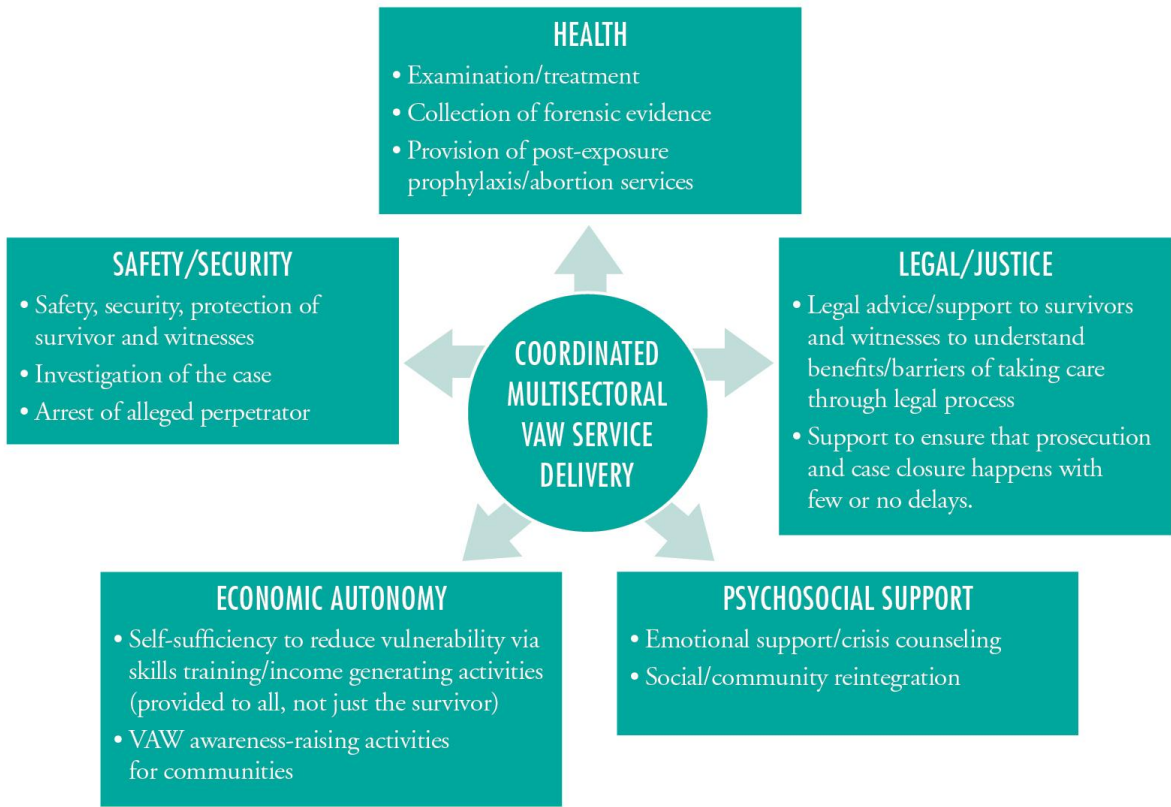 HEALTH
• Examination/treatment
• Collection of forensic evidence
• Provision of post-exposure
prophylaxis/abortion services
SAFETY/SECURITY
• Safety, security, protection of
survivor and witnesses
• Investigation of the case
• Arrest of alleged perpetrator
COORDINATED
MULTISECTORAL
VAW SERVICE
DELIVERY
LEGAL/JUSTICE
• Legal advice/support to survivors
and witnesses to understand
benefits/barriers of taking care
through legal process
• Support to ensure that prosecution
and case closure happens with
few or no delays.
ECONOMIC AUTONOMY
• Self-sufficiency to reduce vulnerability via
skills training/income generating activities
(provided to all, not just the survivor)
• VAW awareness-raising activities
for communities
PSYCHOSOCIAL SUPPORT
• Emotional support/crisis counseling
• Social/community reintegration